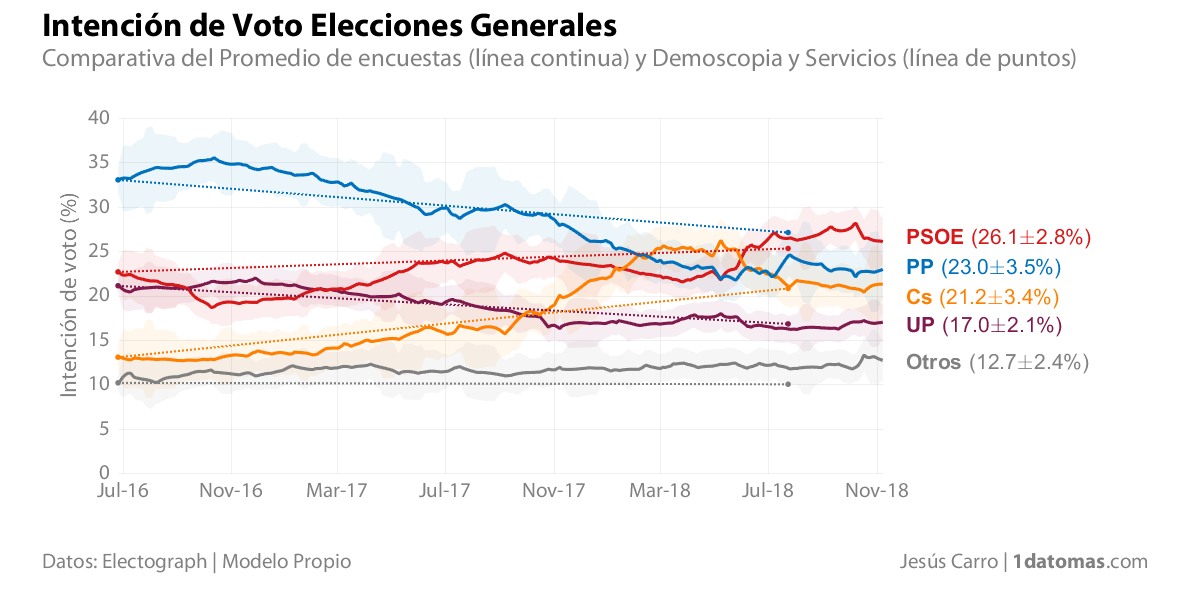 Intención de Voto Elecciones Generales
Comparativa del Promedio de encuestas (línea continua) y Demoscopia y Servicios (línea de puntos)
Intención de voto (%)
40
35
30
25
20
15
10
5
0
Jul-16 Nov-16 Mar-17 Jul-17 Nov-17 Mar-18 Jul-18 Nov-18
PSOE (26.1±2.8%)
PP (23.0±3.5%)
Cs (21.2±3.4%)
UP (17.0±2.1%)
Otros (12.7±2.4%)
Datos: Electograph | Modelo Propio
Jesús Carro | 1datomas.com